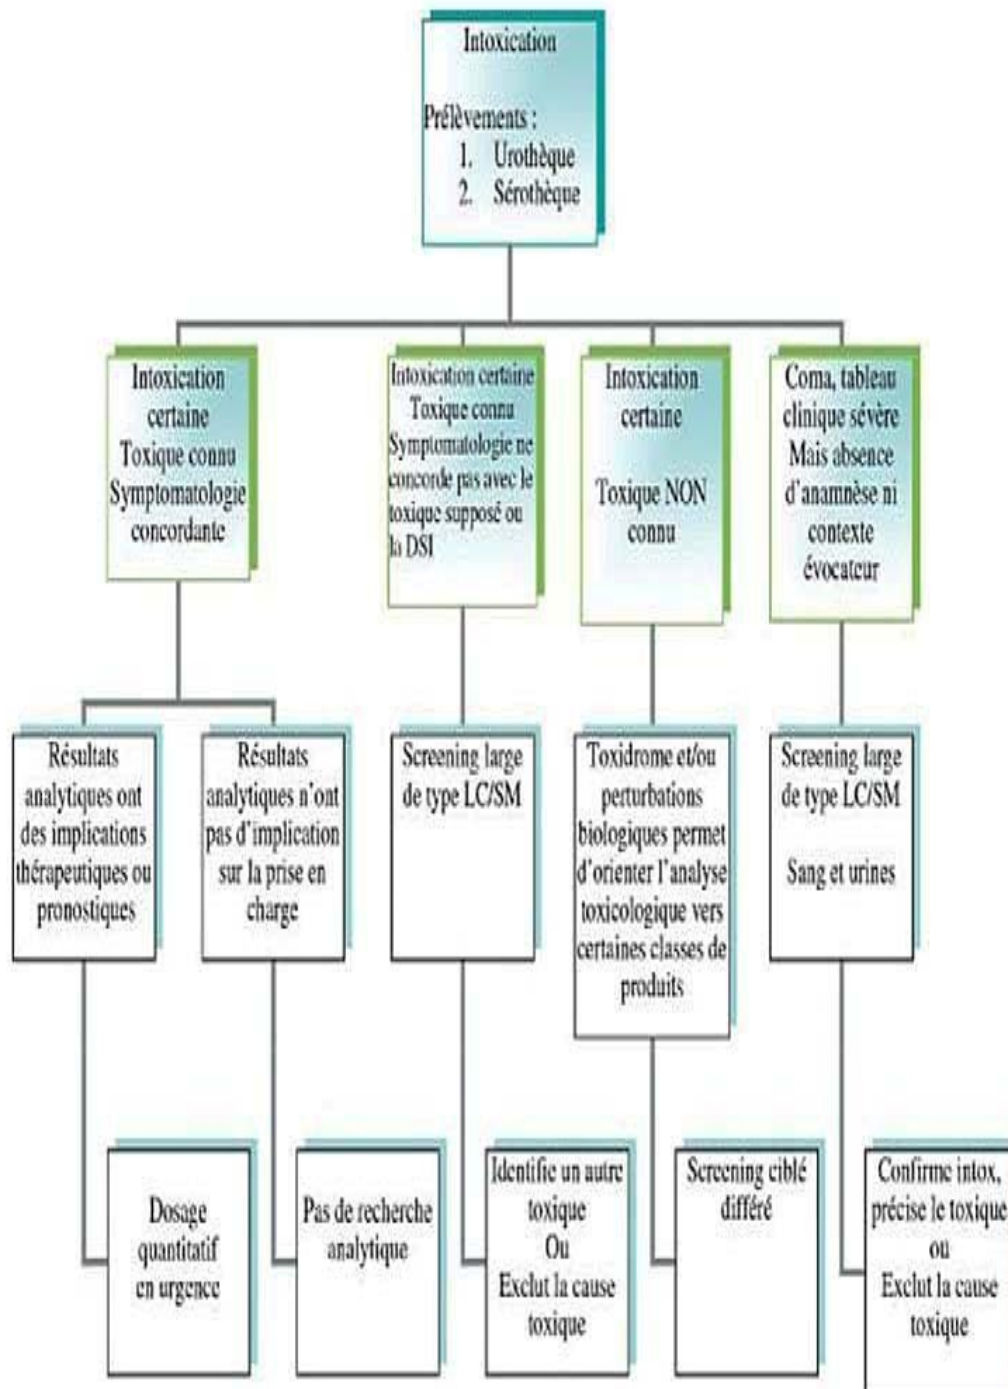 Intoxication
Prélèvements :
1. Urothèque
2. Sérothèque
Intoxication
certaine
Toxique connu
Symptomatologie
concordante
Intoxication certaine
Toxique connu
Symptomatologie ne
concorde pas avec le
toxique supposé ou
la DSI
Intoxication
certaine
Toxique NON
connu
Coma, tableau
clinique sévère
Mais absence
d'anamnèse ni
contexte
évocateur
Résultats
analytiques ont
des implications
thérapeutiques ou
pronostiques
Résultats
analytiques n'ont
pas d'implication
sur la prise en
charge
Screening large
de type LC/SM
Toxidrome et/ou
perturbations
biologiques permet
d'orienter l'analyse
toxicologique vers
certaines classes de
produits
Screening large
de type LC/SM
Sang et urines
Dosage
quantitatif
en urgence
Pas de recherche
analytique
Identifie un autre
toxique
Ou
Exclut la cause
toxique
Screening ciblé
différé
Confirme intox,
précise le toxique
ou
Exclut la cause
toxique